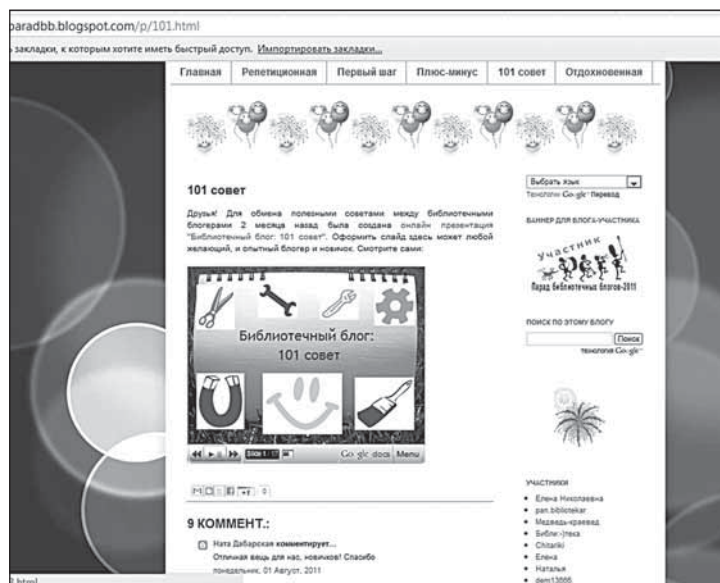 paradbb.blogspot.com/p/101.html
закладки, к которым хотите иметь быстрый доступ. Импортировать закладки...
Главная Репетиционная Первый шаг Плюс-минус 101 совет Отдохновенная
101 совет
Друзья! Для обмена полезными советами между библиотечными
блогерами 2 месяца назад была создана онлайн презентация
"Библиотечный блог: 101 совет". Оформить слайд здесь может любой
желающий, и опытный блогер и новичок. Смотрите сами:
Библиотечный блог:
101 совет
Slide 1 / 17 Google docs Menu
0
9 КОММЕНТ.:
Ната Дабарская комментирует...
Отличная вещь для нас, новичков! Спасибо
понедельник, 01 Август, 2011
Выбрать язык
Технологии Google Переводчик
БАННЕР ДЛЯ БЛОГА-УЧАСТНИКА
Участник
Парад библиотечных блогов-2011
ПОИСК ПО ЭТОМУ БЛОГУ
Поиск
технология Google
УЧАСТНИКИ
Елена Николаевна
pan.bibliotekar
Медведь-краевед
Библи:-)тека
Chitariki
Елена
Наталья
dem13666